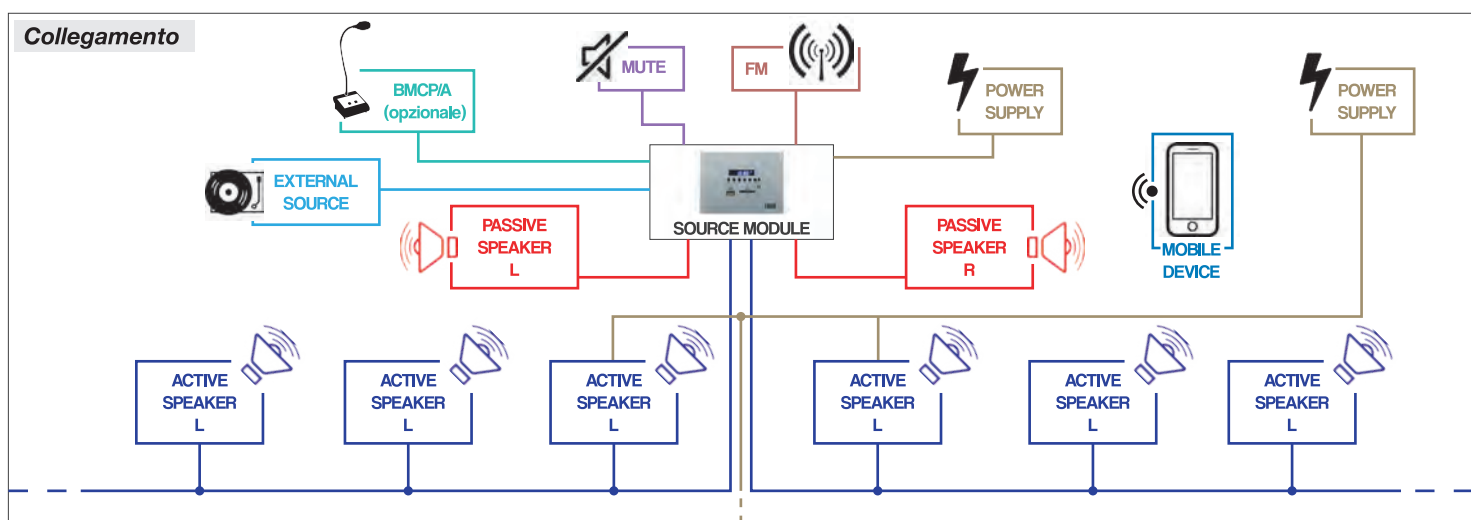 Collegamento
BMCP/A
(opzionale)
MUTE
FM
POWER
SUPPLY
POWER
SUPPLY
EXTERNAL
SOURCE
SOURCE MODULE
PASSIVE
SPEAKER
L
PASSIVE
SPEAKER
R
MOBILE
DEVICE
ACTIVE
SPEAKER
L
ACTIVE
SPEAKER
L
ACTIVE
SPEAKER
L
ACTIVE
SPEAKER
L
ACTIVE
SPEAKER
L
ACTIVE
SPEAKER
L